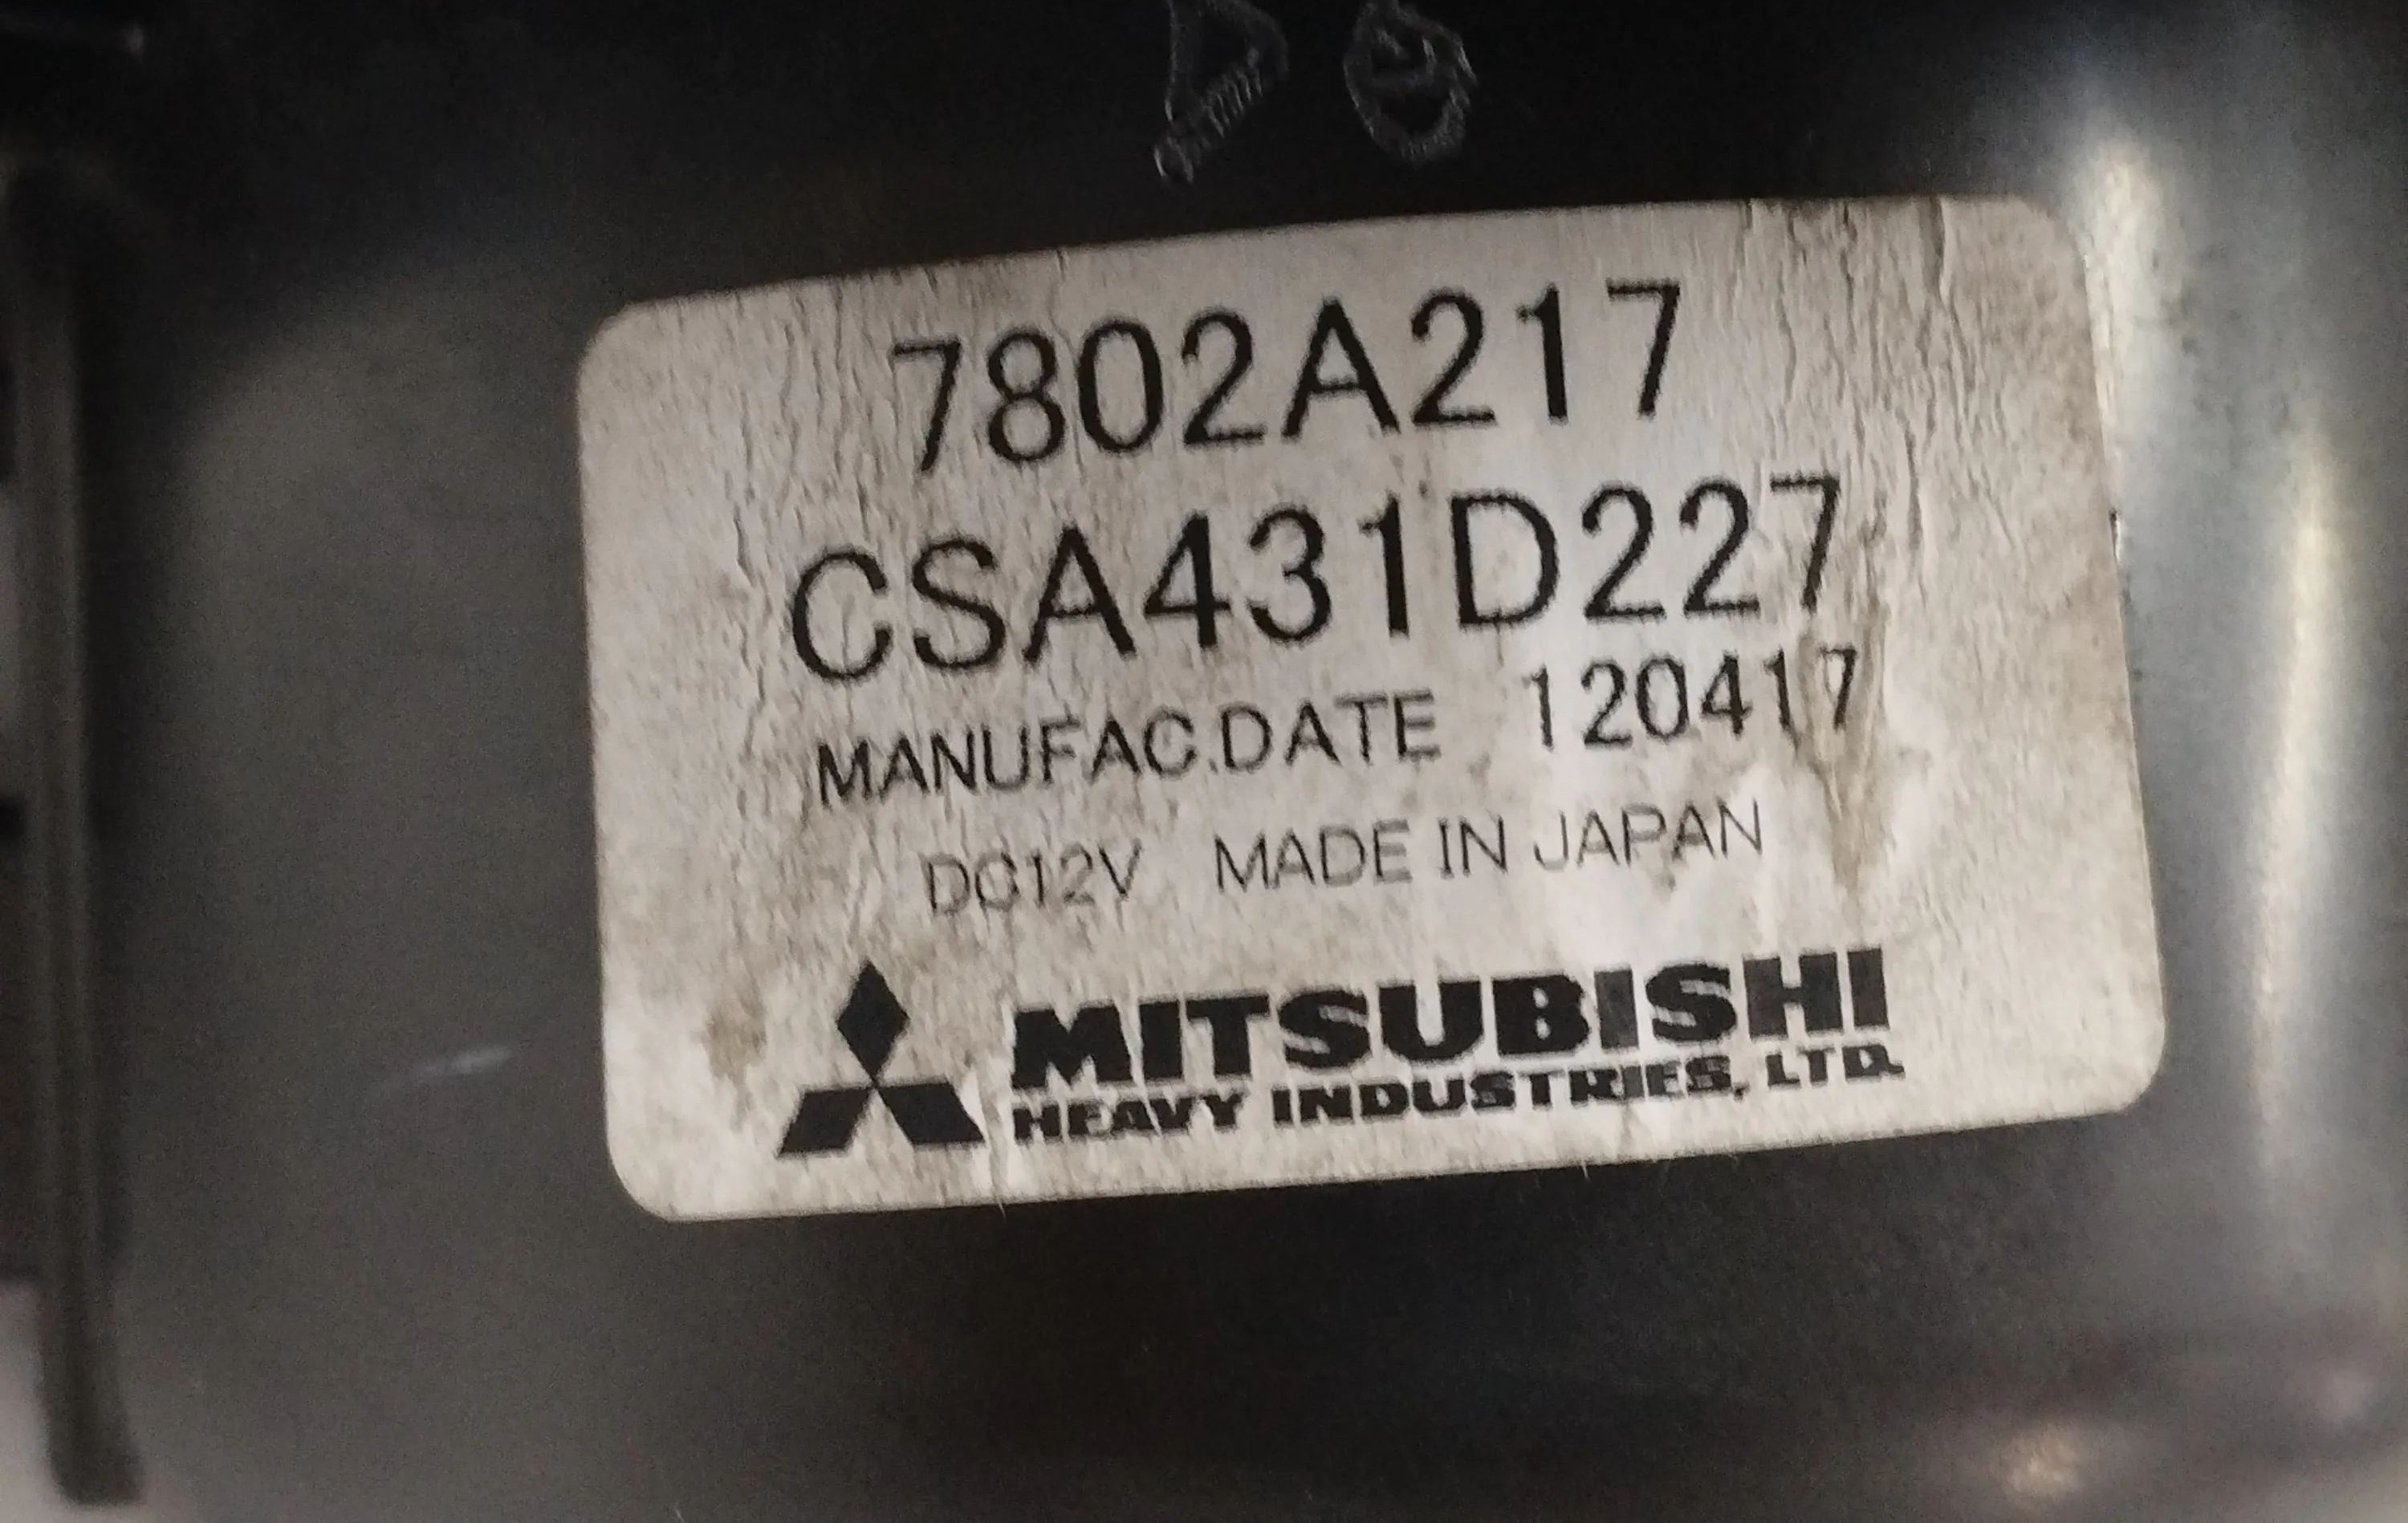 7802A217
CSA431D227
MANUFAC.DATE 120417
DC12V MADE IN JAPAN
MITSUBISHI
HEAVY INDUSTRIES, LTD.